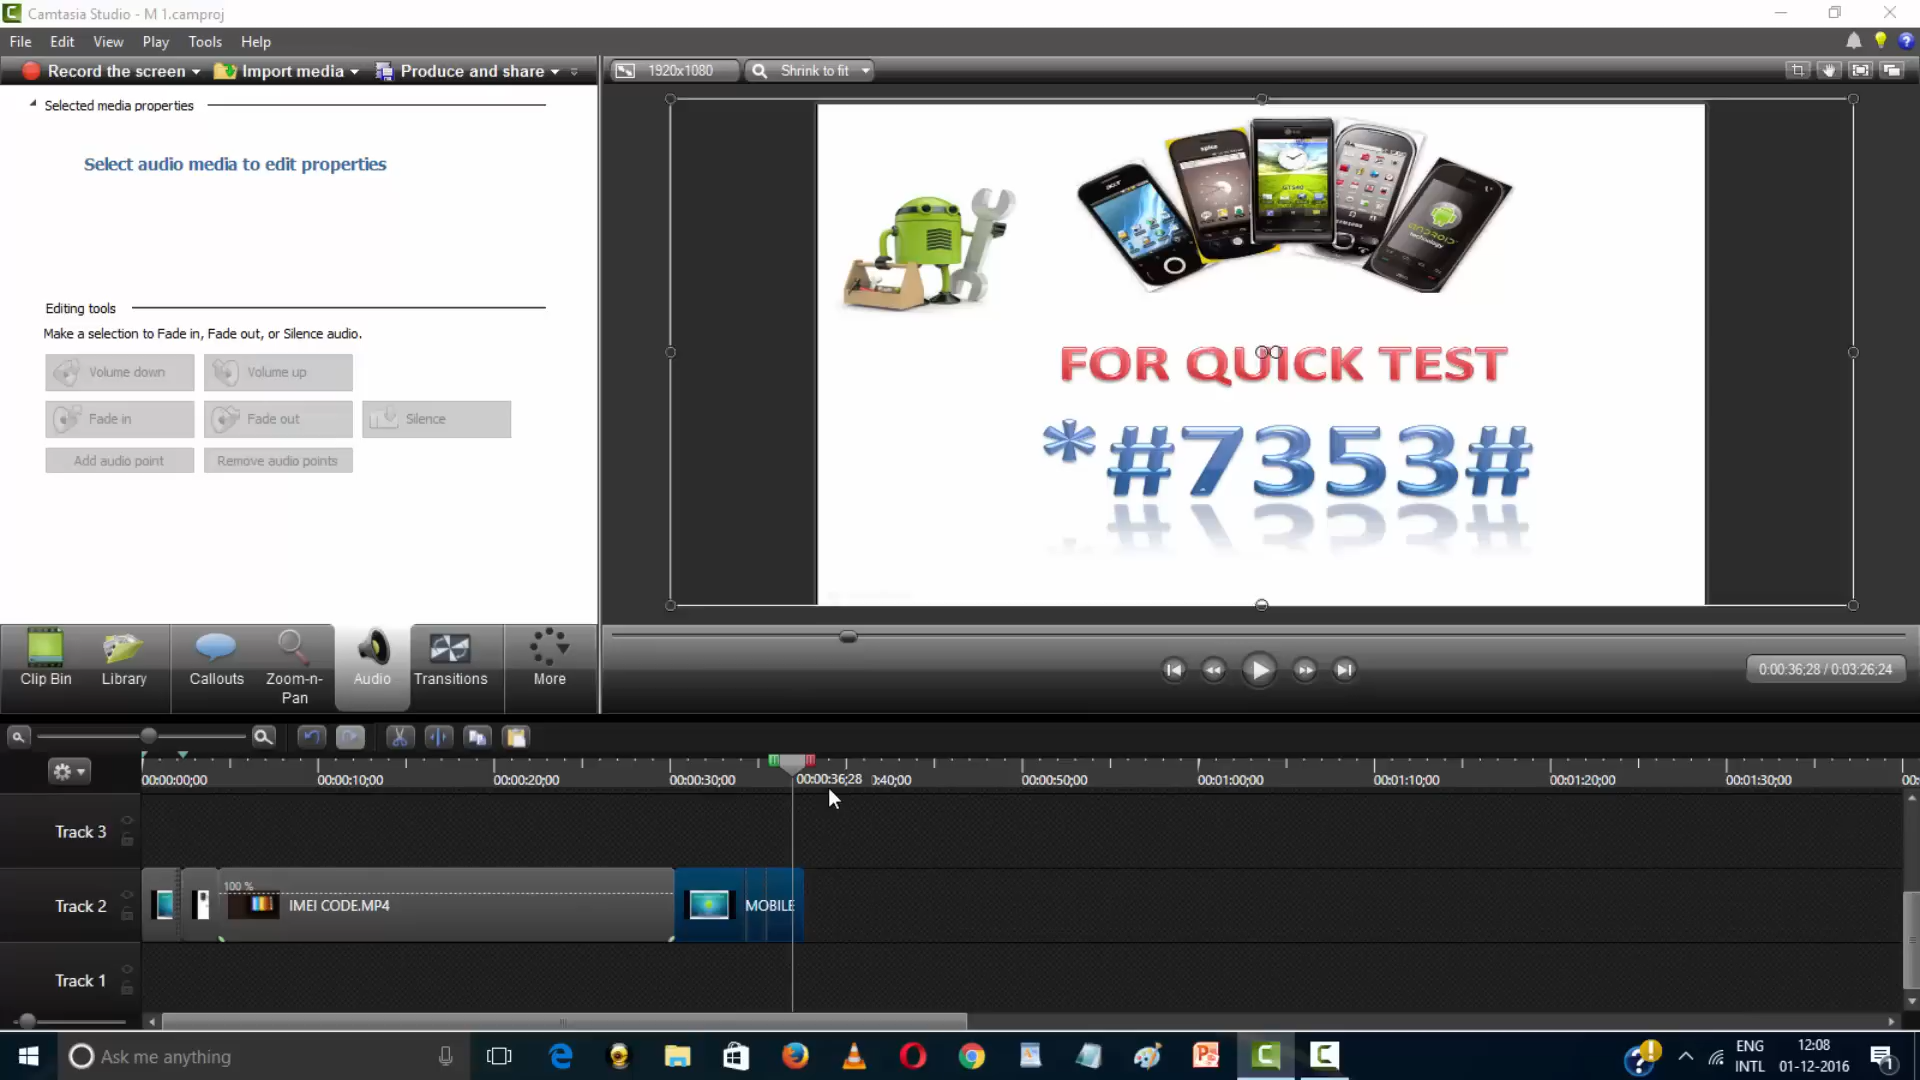 Camtasia Studio - M 1.camproj
File Edit View Play Tools Help
Record the screen Import media Produce and share 1920x1080 Shrink to fit
Selected media properties
Select audio media to edit properties
Editing tools
Make a selection to Fade in, Fade out, or Silence audio.
Volume down Volume up
Fade in Fade out Silence
Add audio point Remove audio points
FOR QUICK TEST
*#7353#
Clip Bin Library Callouts Zoom-n-Pan Audio Transitions More
0:00:36;28 / 0:03:26;24
00:00:00;00 00:00:10;00 00:00:20;00 00:00:30;00 00:00:36;28 0:40;00 00:00:50;00 00:01:00;00 00:01:10;00 00:01:20;00 00:01:30;00 00:
Track 3
100 %
Track 2 IMEI CODE.MP4 MOBILE
Track 1
Ask me anything
ENG 12:08
INTL 01-12-2016
1